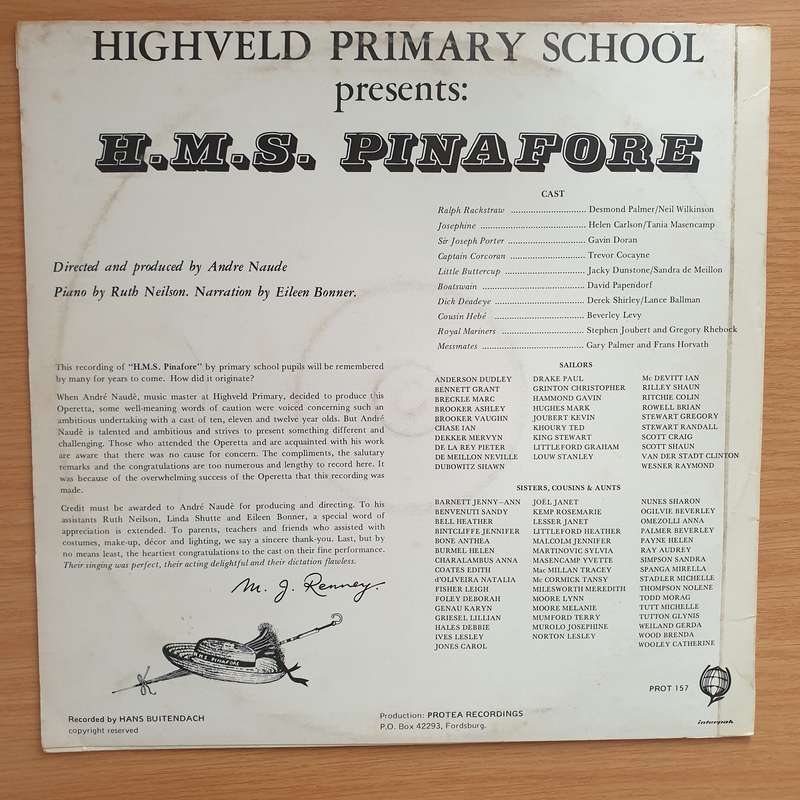 HIGHVELD PRIMARY SCHOOL
presents:
H.M.S. PINAFORE
Directed and produced by Andre Naude
Piano by Ruth Neilson. Narration by Eileen Bonner.
This recording of "H.M.S. Pinafore" by primary school pupils will be remembered
by many for years to come. How did it originate?
When André Naudè, music master at Highveld Primary, decided to produce this
Operetta, some well-meaning words of caution were voiced concerning such an
ambitious undertaking with a cast of ten, eleven and twelve year olds. But André
Naudè is talented and ambitious and strives to present something different and
challenging. Those who attended the Operetta and are acquainted with his work
are aware that there was no cause for concern. The compliments, the salutary
remarks and the congratulations are too numerous and lengthy to record here. It
was because of the overwhelming success of the Operetta that this recording was
made.
Credit must be awarded to André Naudè for producing and directing. To his
assistants Ruth Neilson, Linda Shutte and Eileen Bonner, a special word of
appreciation is extended. To parents, teachers and friends who assisted with
costumes, make-up, décor and lighting, we say a sincere thank-you. Last, but by
no means least, the heartiest congratulations to the cast on their fine performance.
Their singing was perfect, their acting delightful and their dictation flawless.
M. J. Renney.
PINAFORE
Recorded by HANS BUITENDACH
copyright reserved
CAST
Ralph Rackstraw .............................. Desmond Palmer/Neil Wilkinson
Josephine .......................................... Helen Carlson/Tania Masencamp
Sir Joseph Porter ............................... Gavin Doran
Captain Corcoran ................................ Trevor Cocayne
Little Buttercup ................................ Jacky Dunstone/Sandra de Meillon
Boatswain ......................................... David Papendorf
Dick Deadeye ................................... Derek Shirley/Lance Ballman
Cousin Hebé .................................... Beverley Levy
Royal Mariners ................................. Stephen Joubert and Gregory Rhebock
Messmates ........................................ Gary Palmer and Frans Horvath
SAILORS
ANDERSON DUDLEY
BENNETT GRANT
BRECKLE MARC
BROOKER ASHLEY
BROOKER VAUGHIN
CHASE IAN
DEKKER MERVYN
DE LA REY PIETER
DE MEILLON NEVILLE
DUBOWITZ SHAWN
DRAKE PAUL
GRINTON CHRISTOPHER
HAMMOND GAVIN
HUGHES MARK
JOUBERT KEVIN
KHOURY TED
KING STEWART
LITTLEFORD GRAHAM
LOUW STANLEY
Mc DEVITT IAN
RILLEY SHAUN
RITCHIE COLIN
ROWELL BRIAN
STEWART GREGORY
STEWART RANDALL
SCOTT CRAIG
SCOTT SHAUN
VAN DER STADT CLINTON
WESNER RAYMOND
SISTERS, COUSINS & AUNTS
BARNETT JENNY-ANN
BENVENUTI SANDY
BELL HEATHER
BINTCLIFFE JENNIFER
BONE ANTHEA
BURMEL HELEN
CHARALAMBUS ANNA
COATES EDITH
d'OLIVEIRA NATALIA
FISHER LEIGH
FOLEY DEBORAH
GENAU KARYN
GRIESEL LILLIAN
HALES DEBBIE
IVES LESLEY
JONES CAROL
JOEL JANET
KEMP ROSEMARIE
LESSER JANET
LITTLEFORD HEATHER
MALCOLM JENNIFER
MARTINOVIC SYLVIA
MASENCAMP YVETTE
Mac MILLAN TRACEY
Mc CORMICK TANSY
MILESWORTH MEREDITH
MOORE LYNN
MOORE MELANIE
MUMFORD TERRY
MUROLO JOSEPHINE
NORTON LESLEY
NUNES SHARON
OGILVIE BEVERLEY
OMEZOLLI ANNA
PALMER BEVERLEY
PAYNE HELEN
RAY AUDREY
SIMPSON SANDRA
SPANGA MIRELLA
STADLER MICHELLE
THOMPSON NOLENE
TODD MORAG
TUTT MICHELLE
TUTTON GLYNIS
WEILAND GERDA
WOOD BRENDA
WOOLEY CATHERINE
PROT 157
interpak
Production: PROTEA RECORDINGS
P.O. Box 42293, Fordsburg.